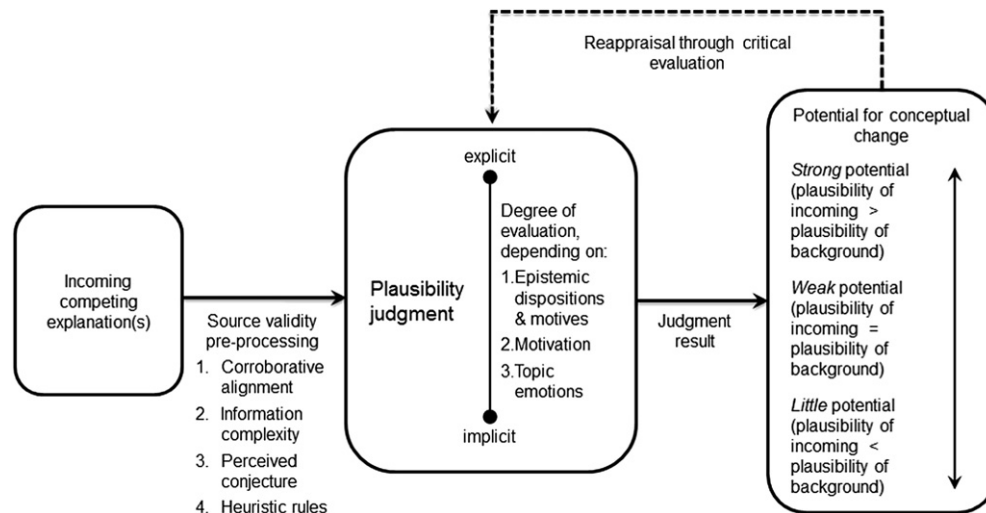 Reappraisal through critical
evaluation
Incoming
competing
explanation(s)
Source validity
pre-processing
1. Corroborative
alignment
2. Information
complexity
3. Perceived
conjecture
4. Heuristic rules
Plausibility
judgment
explicit
Degree of
evaluation,
depending on:
1.Epistemic
dispositions
& motives
2.Motivation
3.Topic
emotions
implicit
Judgment
result
Potential for conceptual
change
Strong potential
(plausibility of
incoming >
plausibility of
background)
Weak potential
(plausibility of
incoming =
plausibility of
background)
Little potential
(plausibility of
incoming <
plausibility of
background)